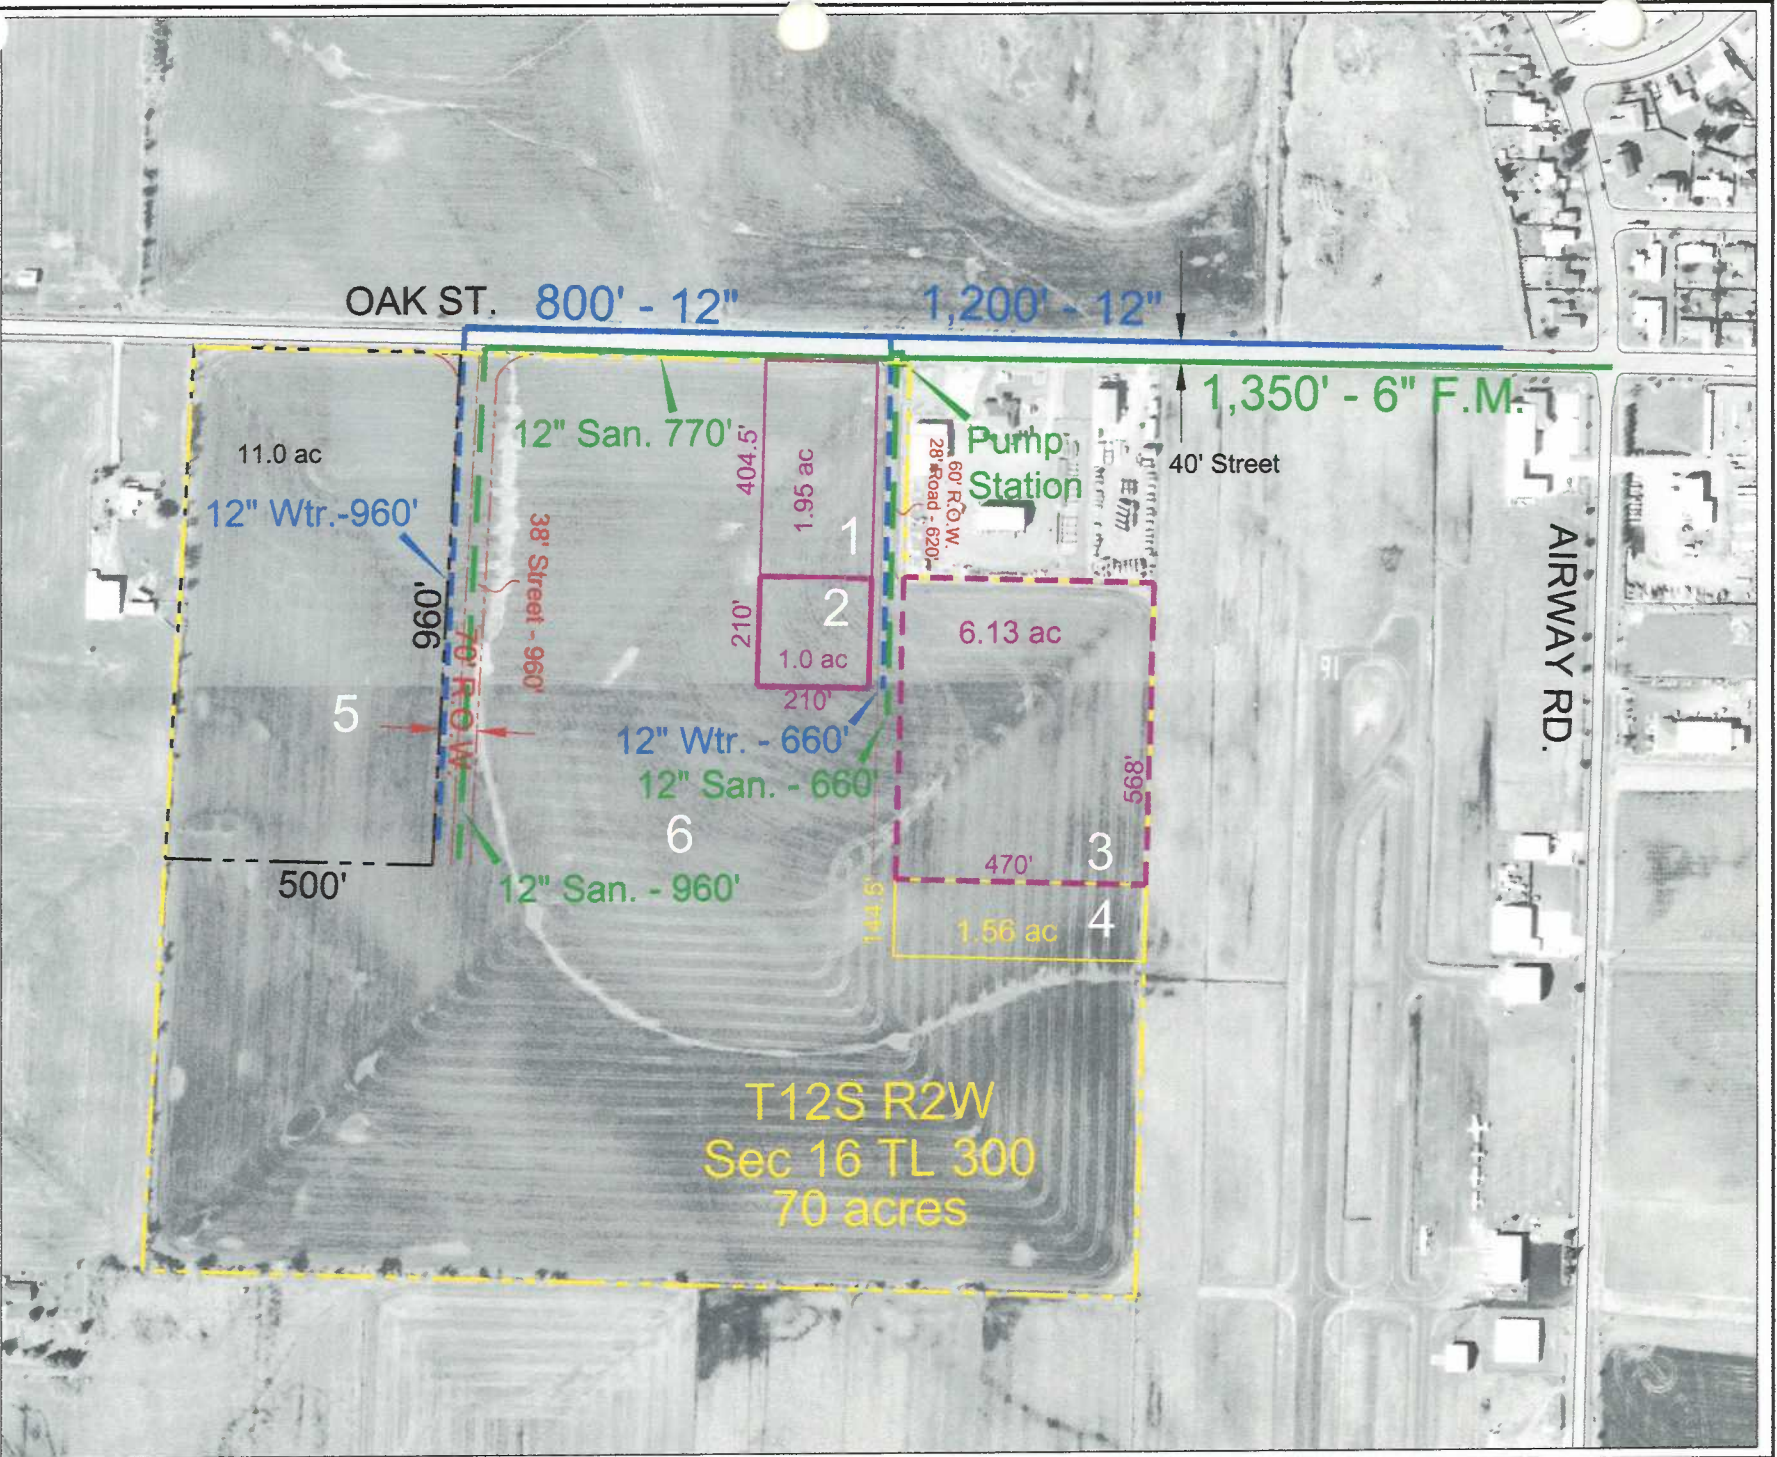 OAK ST.
800' - 12"
1,200' - 12"
1,350' - 6" F.M.
40' Street
12" San. 770'
Pump
Station
11.0 ac
12" Wtr.-960'
960'
38' Street - 960'
70' R.O.W.
404.5'
1.95 ac
1
2
210'
1.0 ac
210'
60' R.O.W.
28' Road - 620'
6.13 ac
AIRWAY RD.
16
5
12" Wtr. - 660'
12" San. - 660'
6
598'
470'
3
500'
12" San. - 960'
144.5'
1.56 ac
4
T12S R2W
Sec 16 TL 300
70 acres